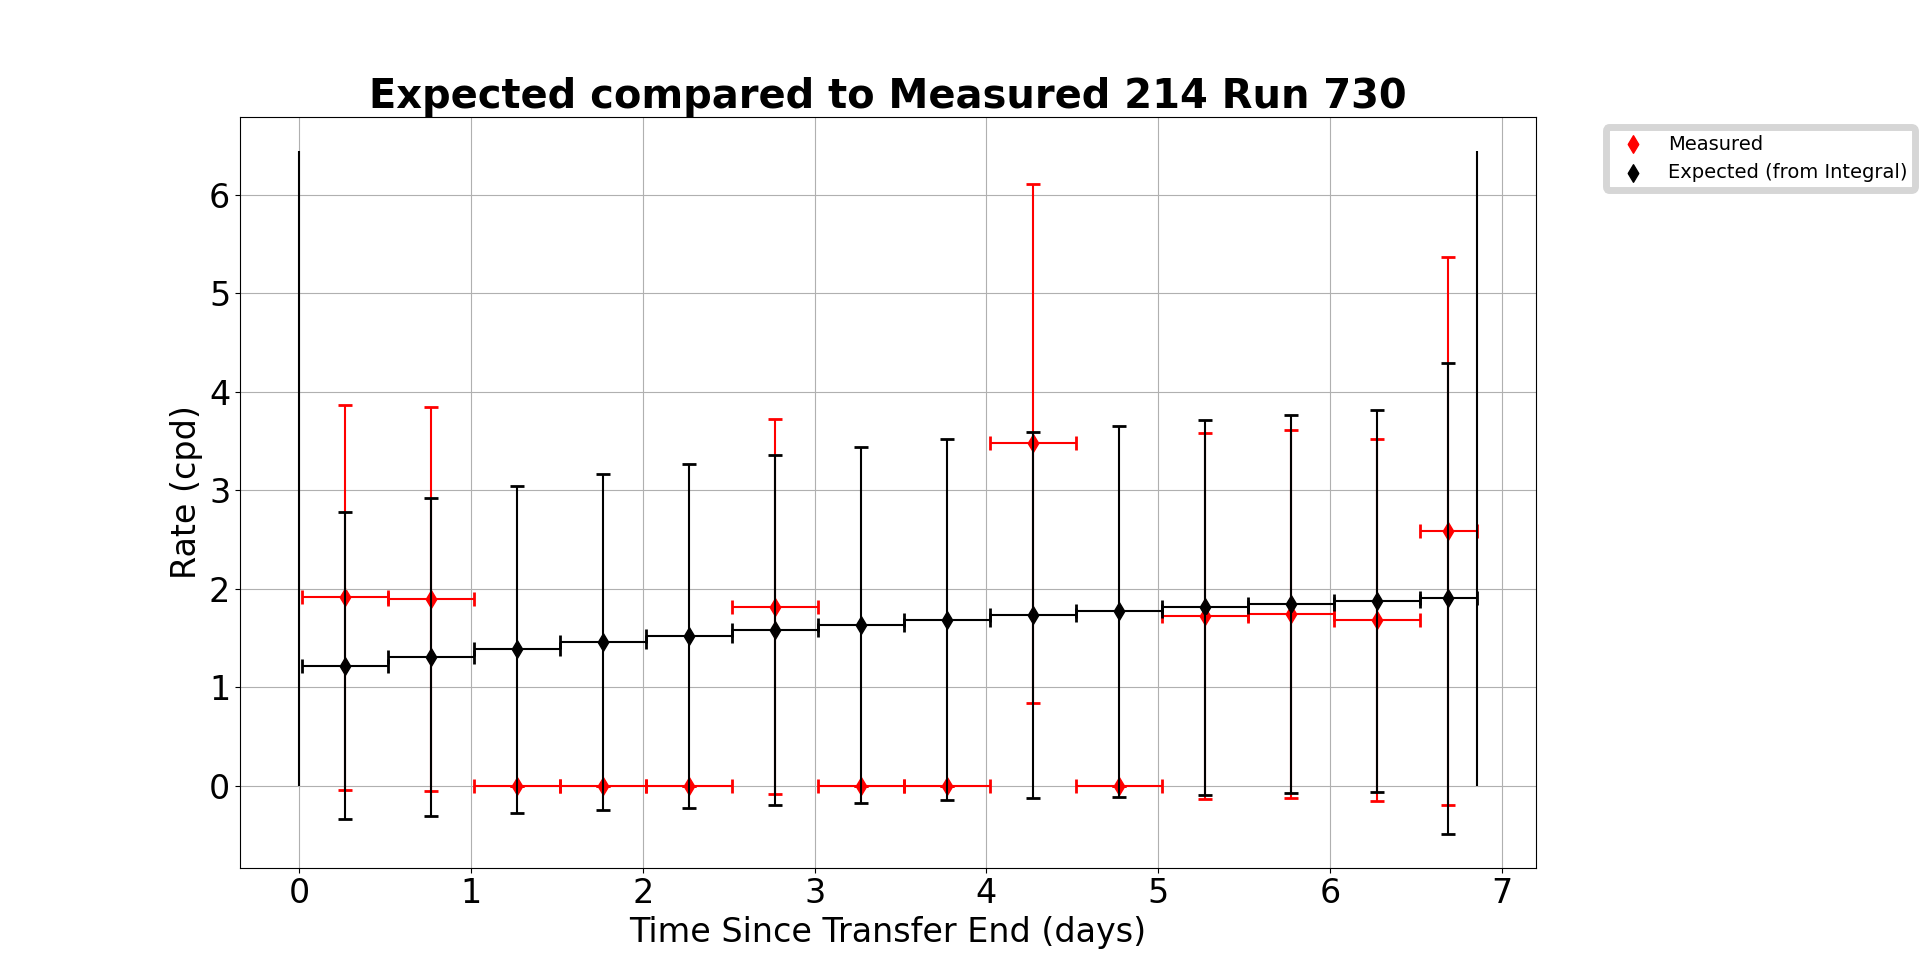 Expected compared to Measured 214 Run 730
Measured
Expected (from Integral)
6
5
4
3
2
1
0
Rate (cpd)
0 1 2 3 4 5 6 7
Time Since Transfer End (days)